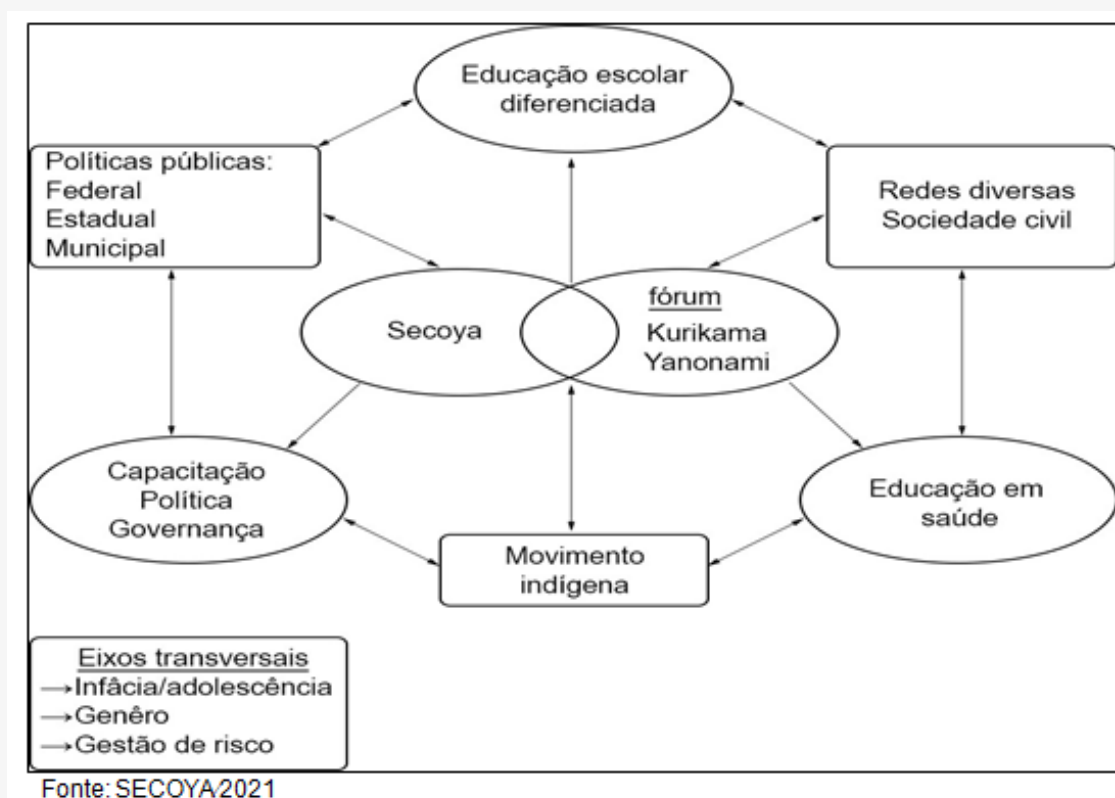 Educação escolar
diferenciada
Políticas públicas:
Federal
Estadual
Municipal
Redes diversas
Sociedade civil
Secoya
fórum
Kurikama
Yanonami
Capacitação
Política
Governança
Educação em
saúde
Movimento
indígena
Eixos transversais
→Infâcia/adolescência
→Genêro
→Gestão de risco
Fonte: SECOYA/2021